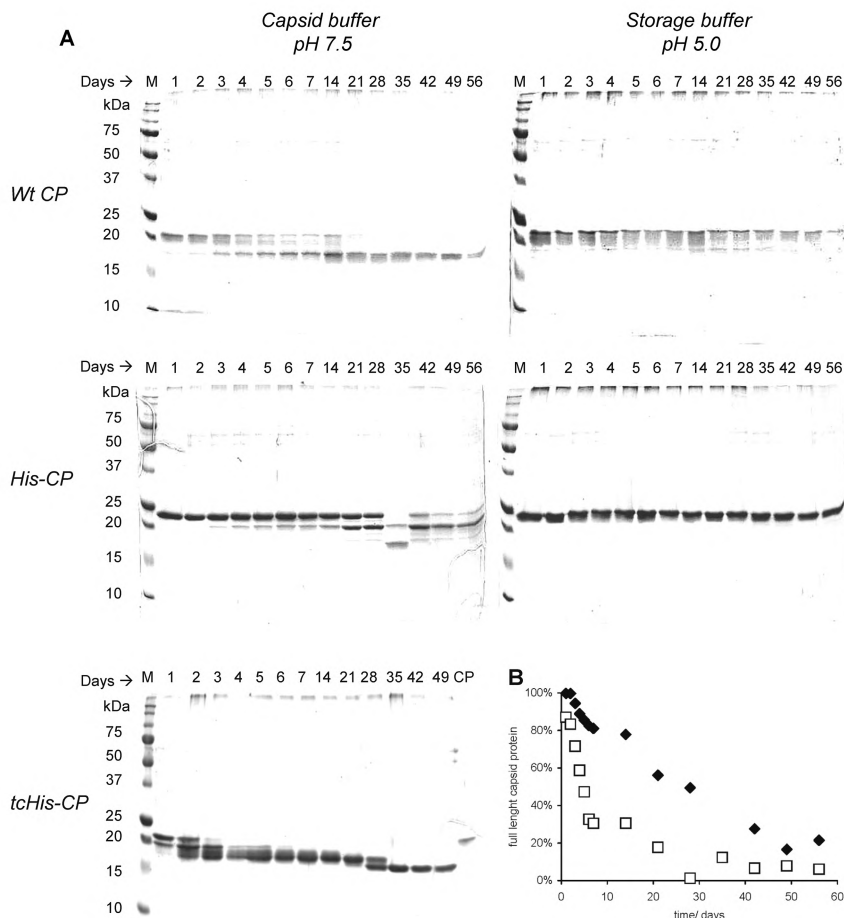 Capsid buffer
pH 7.5
Storage buffer
pH 5.0
A
Days → M 1 2 3 4 5 6 7 14 21 28 35 42 49 56
M 1 2 3 4 5 6 7 14 21 28 35 42 49 56
kDa
75
50
37
Wt CP
25
20
15
10
Days → M 1 2 3 4 5 6 7 14 21 28 35 42 49 56
M 1 2 3 4 5 6 7 14 21 28 35 42 49 56
kDa
75
50
37
His-CP
25
20
15
10
Days → M 1 2 3 4 5 6 7 14 21 28 35 42 49 CP
kDa
75
50
37
tcHis-CP
25
20
15
10
B
full lenght capsid protein
100%
80%
60%
40%
20%
0%
0 10 20 30 40 50 60
time/ days